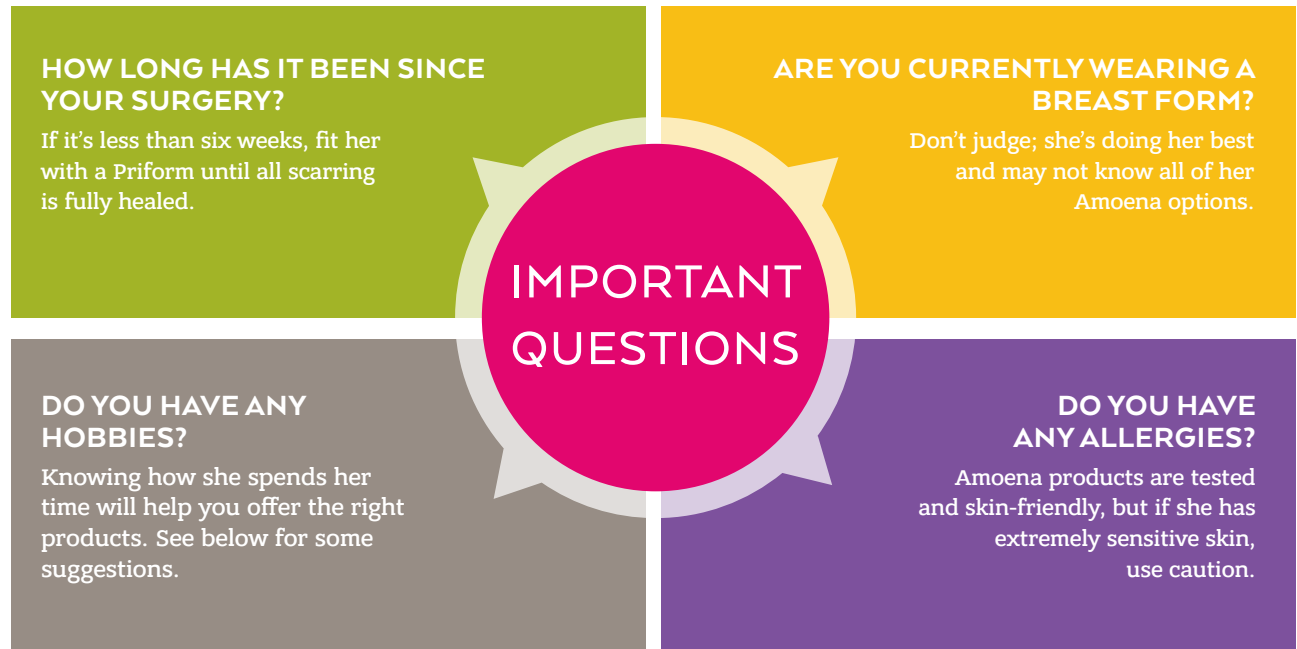 HOW LONG HAS IT BEEN SINCE
YOUR SURGERY?
If it’s less than six weeks, fit her
with a Priform until all scarring
is fully healed.
ARE YOU CURRENTLY WEARING A
BREAST FORM?
Don’t judge; she’s doing her best
and may not know all of her
Amoena options.
IMPORTANT
QUESTIONS
DO YOU HAVE ANY
HOBBIES?
Knowing how she spends her
time will help you offer the right
products. See below for some
suggestions.
DO YOU HAVE
ANY ALLERGIES?
Amoena products are tested
and skin-friendly, but if she has
extremely sensitive skin,
use caution.